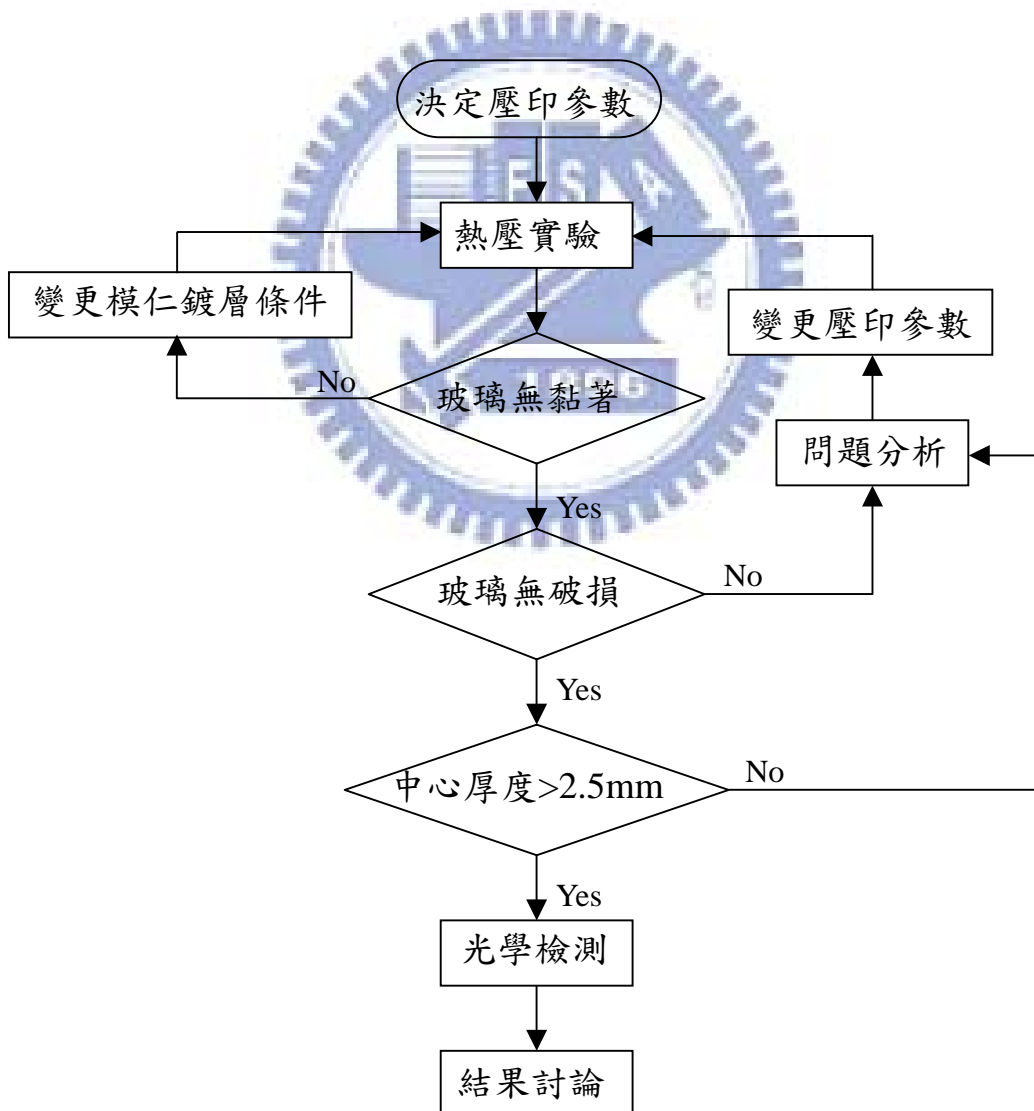 決定壓印參數
E S A
熱壓實驗
變更模仁鍍層條件
變更壓印參數
1896
No
玻璃無黏著
問題分析
Yes
玻璃無破損
No
Yes
中心厚度>2.5mm
No
Yes
光學檢測
結果討論